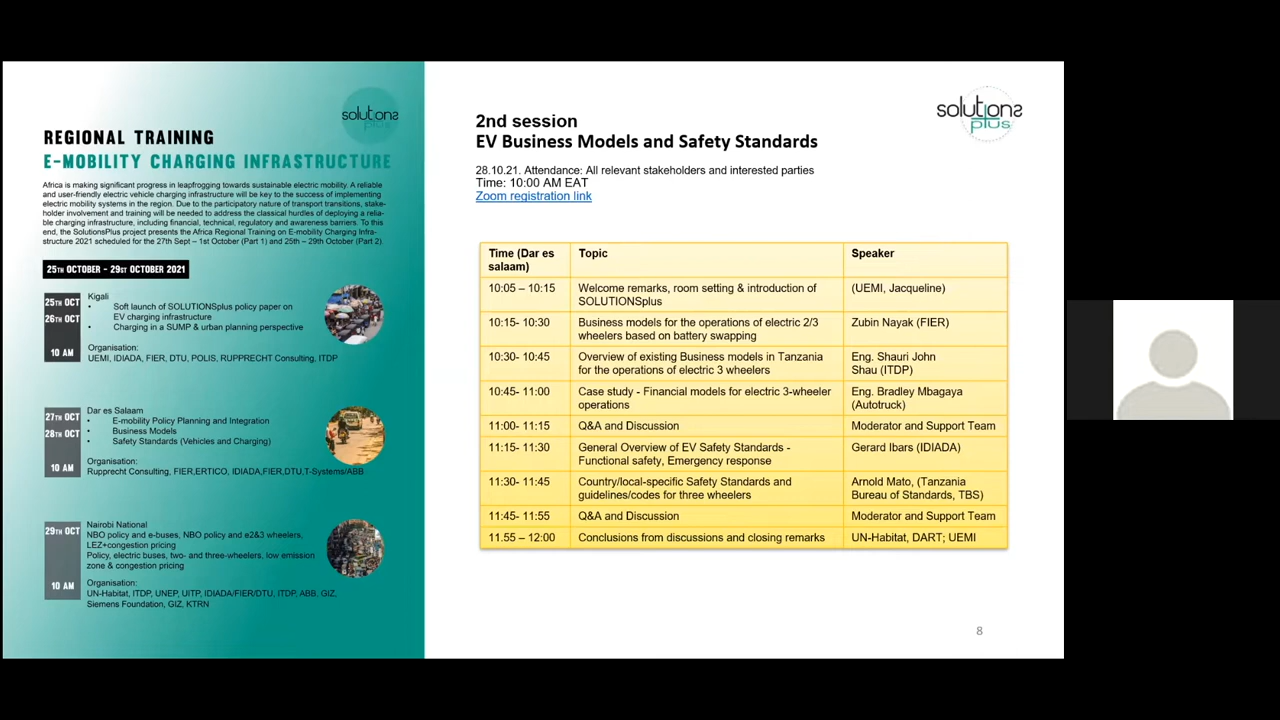 solutions
plus
REGIONAL TRAINING
E-MOBILITY CHARGING INFRASTRUCTURE
Africa is making significant progress in leapfrogging towards sustainable electric mobility. A reliable
and user-friendly electric vehicle charging infrastructure will be key to the success of implementing
electric mobility systems in the region. Due to the participatory nature of transport transitions, stake-
holder involvement and training will be needed to address the classical hurdles of deploying a relia-
ble charging infrastructure, including financial, technical, regulatory and awareness barriers. To this
end, the SolutionsPlus project presents the Africa Regional Training on E-mobility Charging Infra-
structure 2021 scheduled for the 27th Sept – 1st October (Part 1) and 25th – 29th October (Part 2).
25TH OCTOBER - 29ST OCTOBER 2021
25TH OCT
26TH OCT
10 AM
Kigali
• Soft launch of SOLUTIONSplus policy paper on
EV charging infrastructure
• Charging in a SUMP & urban planning perspective
Organisation:
UEMI, IDIADA, FIER, DTU, POLIS, RUPPRECHT Consulting, ITDP
27TH OCT
28TH OCT
10 AM
Dar es Salaam
• E-mobility Policy Planning and Integration
• Business Models
• Safety Standards (Vehicles and Charging)
Organisation:
Rupprecht Consulting, FIER,ERTICO, IDIADA,FIER,DTU,T-Systems/ABB
29TH OCT
10 AM
Nairobi National
NBO policy and e-buses, NBO policy and e2&3 wheelers,
LEZ+congestion pricing
Policy, electric buses, two- and three-wheelers, low emission
zone & congestion pricing
Organisation:
UN-Habitat, ITDP, UNEP, UITP, IDIADA/FIER/DTU, ITDP, ABB, GIZ,
Siemens Foundation, GIZ, KTRN
solutions
plus
2nd session
EV Business Models and Safety Standards
28.10.21. Attendance: All relevant stakeholders and interested parties
Time: 10:00 AM EAT
Zoom registration link
Time (Dar es Topic Speaker
salaam)
10:05 – 10:15 Welcome remarks, room setting & introduction of (UEMI, Jacqueline)
SOLUTIONSplus
10:15- 10:30 Business models for the operations of electric 2/3 Zubin Nayak (FIER)
wheelers based on battery swapping
10:30- 10:45 Overview of existing Business models in Tanzania Eng. Shauri John
for the operations of electric 3 wheelers Shau (ITDP)
10:45- 11:00 Case study - Financial models for electric 3-wheeler Eng. Bradley Mbagaya
operations (Autotruck)
11:00- 11:15 Q&A and Discussion Moderator and Support Team
11:15- 11:30 General Overview of EV Safety Standards - Gerard Ibars (IDIADA)
Functional safety, Emergency response
11:30- 11:45 Country/local-specific Safety Standards and Arnold Mato, (Tanzania
guidelines/codes for three wheelers Bureau of Standards, TBS)
11:45- 11:55 Q&A and Discussion Moderator and Support Team
11.55 – 12:00 Conclusions from discussions and closing remarks UN-Habitat, DART; UEMI
8